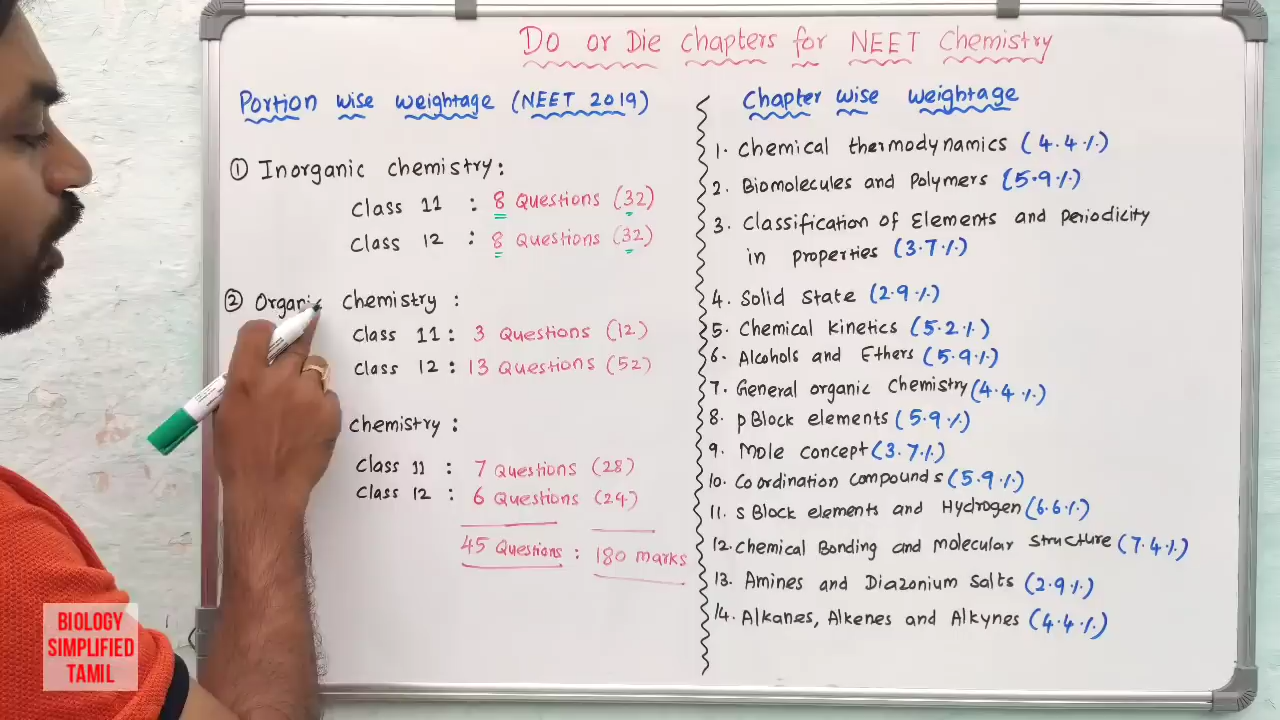 Do or Die chapters for NEET Chemistry
Portion wise weightage (NEET 2019)
① Inorganic chemistry:
Class 11 : 8 Questions (32)
Class 12 : 8 Questions (32)
② Organic chemistry :
Class 11 : 3 Questions (12)
Class 12 : 13 Questions (52)
chemistry :
Class 11 : 7 Questions (28)
Class 12 : 6 Questions (24)
45 Questions : 180 marks
Chapter wise weightage
1. Chemical thermodynamics (4.4%)
2. Biomolecules and Polymers (5.9%)
3. Classification of Elements and periodicity
in properties (3.7%)
4. Solid state (2.9%)
5. Chemical kinetics (5.2%)
6. Alcohols and Ethers (5.9%)
7. General organic Chemistry (4.4%)
8. p Block elements (5.9%)
9. Mole concept (3.7%)
10. Coordination compounds (5.9%)
11. s Block elements and Hydrogen (6.6%)
12. Chemical Bonding and molecular structure (7.4%)
13. Amines and Diazonium salts (2.9%)
14. Alkanes, Alkenes and Alkynes (4.4%)
BIOLOGY
SIMPLIFIED
TAMIL